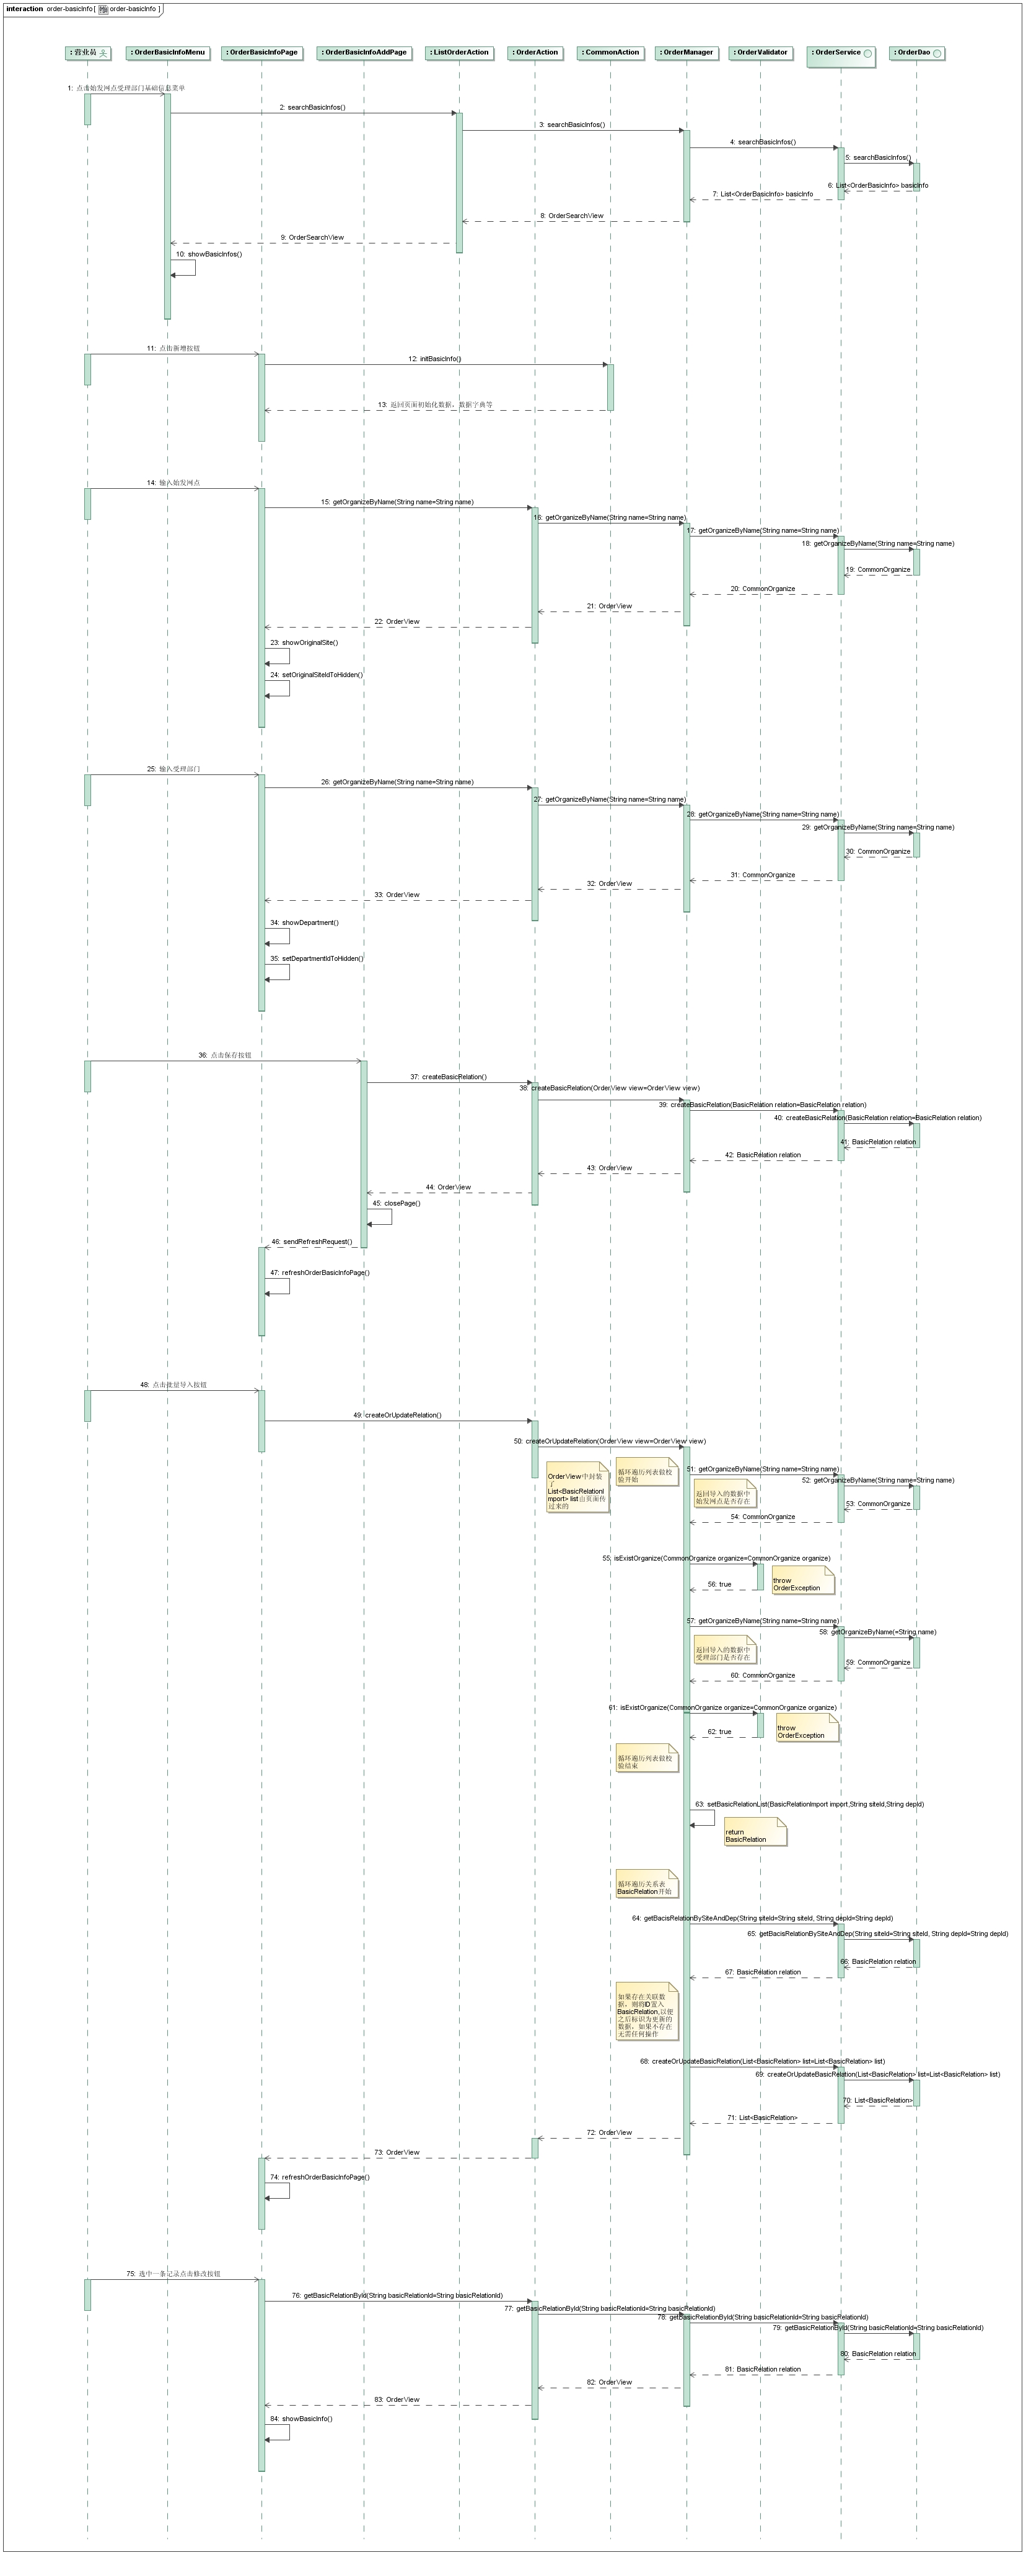 interaction order-basicInfo [ order-basicInfo ]
: 营业员
: OrderBasicInfoMenu
: OrderBasicInfoPage
: OrderBasicInfoAddPage
: ListOrderAction
: OrderAction
: CommonAction
: OrderManager
: OrderValidator
: OrderService
: OrderDao
1: 点击始发网点受理部门基础信息菜单
2: searchBasicInfos()
3: searchBasicInfos()
4: searchBasicInfos()
5: searchBasicInfos()
6: List<OrderBasicInfo> basicInfo
7: List<OrderBasicInfo> basicInfo
8: OrderSearchView
9: OrderSearchView
10: showBasicInfos()
11: 点击新增按钮
12: initBasicInfo()
13: 返回页面初始化数据，数据字典等
14: 输入始发网点
15: getOrganizeByName(String name=String name)
16: getOrganizeByName(String name=String name)
17: getOrganizeByName(String name=String name)
18: getOrganizeByName(String name=String name)
19: CommonOrganize
20: CommonOrganize
21: OrderView
22: OrderView
23: showOriginalSite()
24: setOriginalSiteIdToHidden()
25: 输入受理部门
26: getOrganizeByName(String name=String name)
27: getOrganizeByName(String name=String name)
28: getOrganizeByName(String name=String name)
29: getOrganizeByName(String name=String name)
30: CommonOrganize
31: CommonOrganize
32: OrderView
33: OrderView
34: showDepartment()
35: setDepartmentIdToHidden()
36: 点击保存按钮
37: createBasicRelation()
38: createBasicRelation(OrderView view=OrderView view)
39: createBasicRelation(BasicRelation relation=BasicRelation relation)
40: createBasicRelation(BasicRelation relation=BasicRelation relation)
41: BasicRelation relation
42: BasicRelation relation
43: OrderView
44: OrderView
45: closePage()
46: sendRefreshRequest()
47: refreshOrderBasicInfoPage()
48: 点击批量导入按钮
49: createOrUpdateRelation()
50: createOrUpdateRelation(OrderView view=OrderView view)
OrderView中封装
了
List<BasicRelationI
mport> list由页面传
过来的
循环遍历列表做校
验开始
51: getOrganizeByName(String name=String name)
52: getOrganizeByName(String name=String name)
返回导入的数据中
始发网点是否存在
53: CommonOrganize
54: CommonOrganize
55: isExistOrganize(CommonOrganize organize=CommonOrganize organize)
56: true
throw
OrderException
57: getOrganizeByName(String name=String name)
58: getOrganizeByName(=String name)
返回导入的数据中
受理部门是否存在
59: CommonOrganize
60: CommonOrganize
61: isExistOrganize(CommonOrganize organize=CommonOrganize organize)
62: true
throw
OrderException
循环遍历列表做校
验结束
63: setBasicRelationList(BasicRelationImport import,String siteId,String depId)
return
BasicRelation
循环遍历关系表
BasicRelation开始
64: getBacisRelationBySiteAndDep(String siteId=String siteId, String depId=String depId)
65: getBacisRelationBySiteAndDep(String siteId=String siteId, String depId=String depId)
66: BasicRelation relation
67: BasicRelation relation
如果存在关联数
据，则将ID置入
BasicRelation,以便
之后标识为更新的
数据，如果不存在
无需任何操作
68: createOrUpdateBasicRelation(List<BasicRelation> list=List<BasicRelation> list)
69: createOrUpdateBasicRelation(List<BasicRelation> list=List<BasicRelation> list)
70: List<BasicRelation>
71: List<BasicRelation>
72: OrderView
73: OrderView
74: refreshOrderBasicInfoPage()
75: 选中一条记录点击修改按钮
76: getBasicRelationById(String basicRelationId=String basicRelationId)
77: getBasicRelationById(String basicRelationId=String basicRelationId)
78: getBasicRelationById(String basicRelationId=String basicRelationId)
79: getBasicRelationById(String basicRelationId=String basicRelationId)
80: BasicRelation relation
81: BasicRelation relation
82: OrderView
83: OrderView
84: showBasicInfo()